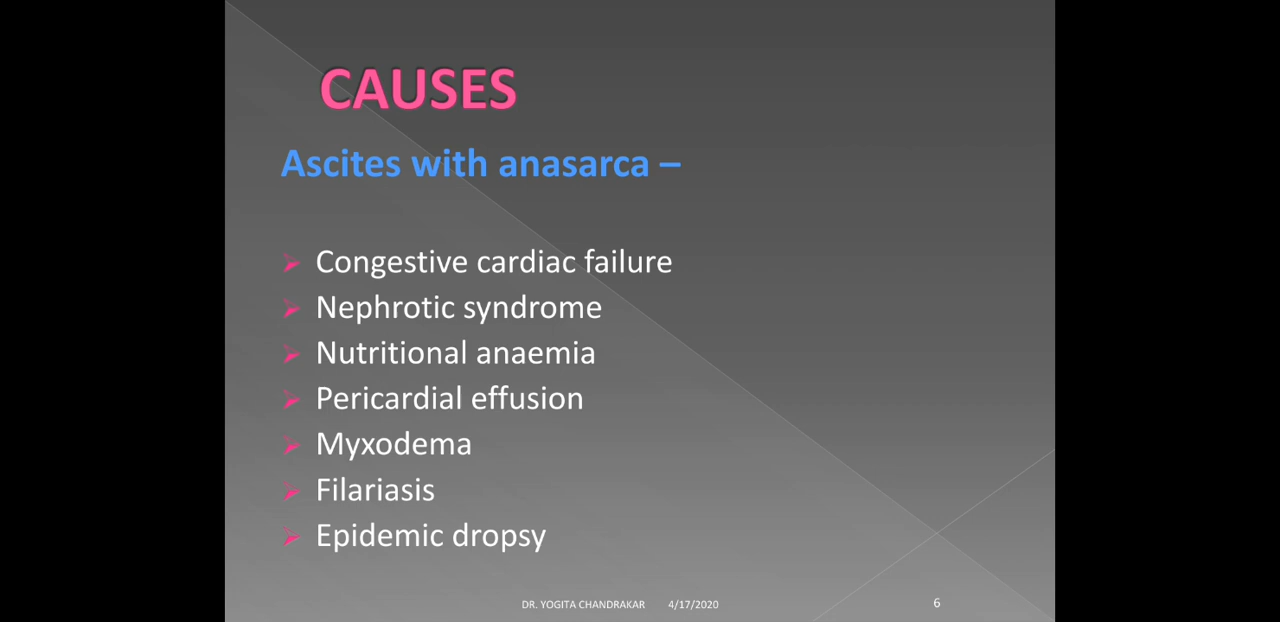 CAUSES
Ascites with anasarca –
Congestive cardiac failure
Nephrotic syndrome
Nutritional anaemia
Pericardial effusion
Myxodema
Filariasis
Epidemic dropsy
DR. YOGITA CHANDRAKAR 4/17/2020 6